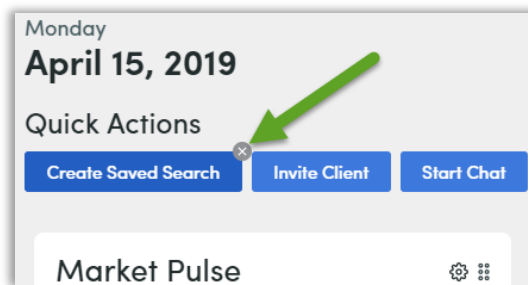 Monday
April 15, 2019
Quick Actions
Create Saved Search Invite Client Start Chat
Market Pulse